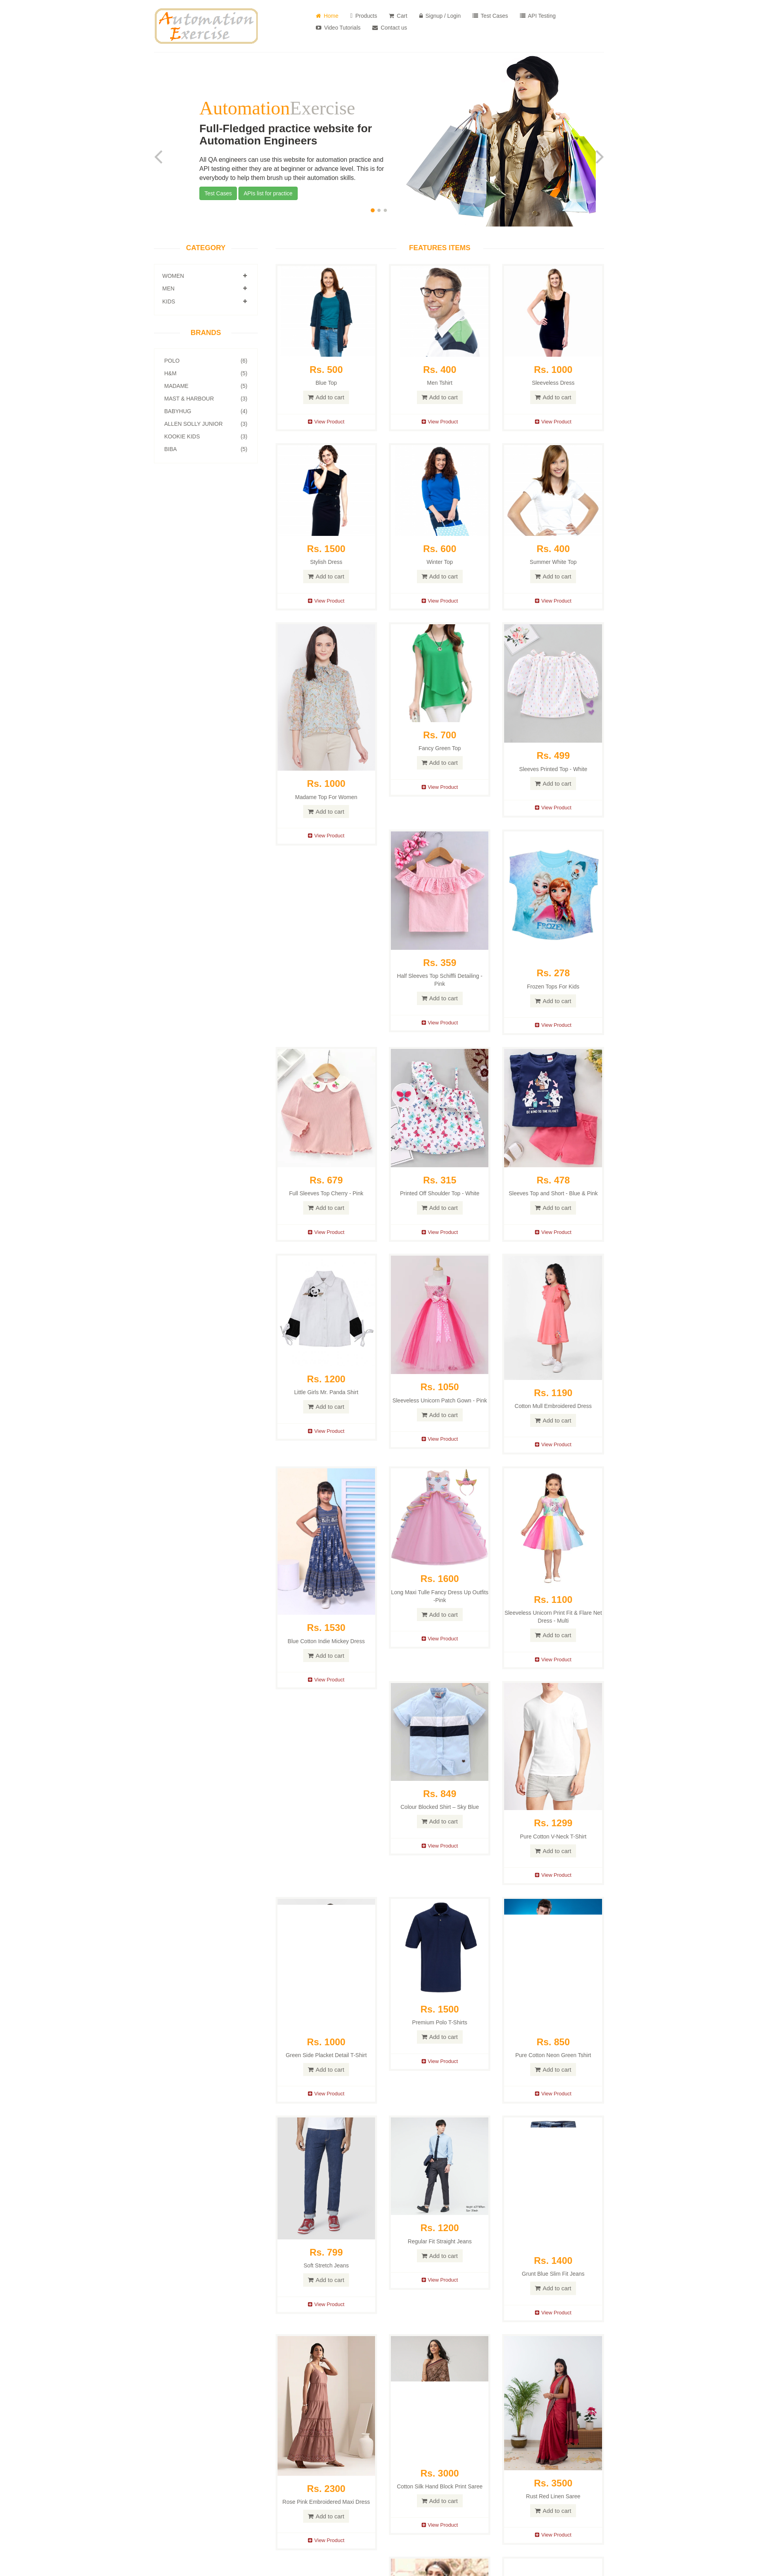 Automation
Exercise
Home Products Cart Signup / Login Test Cases API Testing
Video Tutorials Contact us
AutomationExercise
Full-Fledged practice website for
Automation Engineers
All QA engineers can use this website for automation practice and
API testing either they are at beginner or advance level. This is for
everybody to help them brush up their automation skills.
Test Cases APIs list for practice
CATEGORY
WOMEN
MEN
KIDS
BRANDS
POLO (6)
H&M (5)
MADAME (5)
MAST & HARBOUR (3)
BABYHUG (4)
ALLEN SOLLY JUNIOR (3)
KOOKIE KIDS (3)
BIBA (5)
FEATURES ITEMS
Rs. 500
Blue Top
Add to cart
View Product
Rs. 400
Men Tshirt
Add to cart
View Product
Rs. 1000
Sleeveless Dress
Add to cart
View Product
Rs. 1500
Stylish Dress
Add to cart
View Product
Rs. 600
Winter Top
Add to cart
View Product
Rs. 400
Summer White Top
Add to cart
View Product
Rs. 1000
Madame Top For Women
Add to cart
View Product
Rs. 700
Fancy Green Top
Add to cart
View Product
Rs. 499
Sleeves Printed Top - White
Add to cart
View Product
Rs. 359
Half Sleeves Top Schiffli Detailing -
Pink
Add to cart
View Product
FROZEN
Rs. 278
Frozen Tops For Kids
Add to cart
View Product
Rs. 679
Full Sleeves Top Cherry - Pink
Add to cart
View Product
Rs. 315
Printed Off Shoulder Top - White
Add to cart
View Product
Rs. 478
Sleeves Top and Short - Blue & Pink
Add to cart
View Product
Rs. 1200
Little Girls Mr. Panda Shirt
Add to cart
View Product
Rs. 1050
Sleeveless Unicorn Patch Gown - Pink
Add to cart
View Product
Rs. 1190
Cotton Mull Embroidered Dress
Add to cart
View Product
Rs. 1530
Blue Cotton Indie Mickey Dress
Add to cart
View Product
Rs. 1600
Long Maxi Tulle Fancy Dress Up Outfits
-Pink
Add to cart
View Product
Rs. 1100
Sleeveless Unicorn Print Fit & Flare Net
Dress - Multi
Add to cart
View Product
Rs. 849
Colour Blocked Shirt – Sky Blue
Add to cart
View Product
Rs. 1299
Pure Cotton V-Neck T-Shirt
Add to cart
View Product
Rs. 1000
Green Side Placket Detail T-Shirt
Add to cart
View Product
Rs. 1500
Premium Polo T-Shirts
Add to cart
View Product
Rs. 850
Pure Cotton Neon Green Tshirt
Add to cart
View Product
Rs. 799
Soft Stretch Jeans
Add to cart
View Product
Rs. 1200
Regular Fit Straight Jeans
Add to cart
View Product
Rs. 1400
Grunt Blue Slim Fit Jeans
Add to cart
View Product
Rs. 2300
Rose Pink Embroidered Maxi Dress
Add to cart
View Product
Rs. 3000
Cotton Silk Hand Block Print Saree
Add to cart
View Product
Rs. 3500
Rust Red Linen Saree
Add to cart
View Product